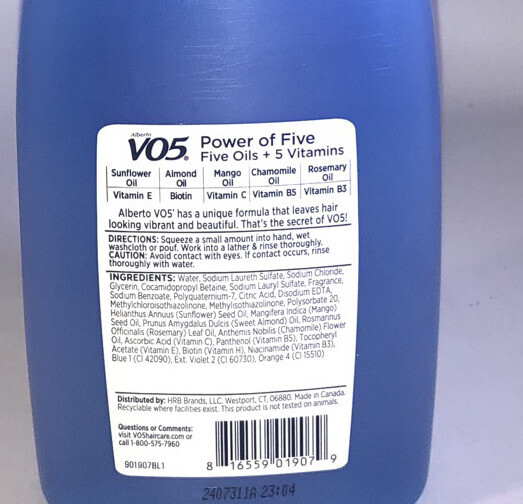 Alberto
VO5® Power of Five
Five Oils + 5 Vitamins
Sunflower Oil Almond Oil Mango Oil Chamomile Oil Rosemary Oil
Vitamin E Biotin Vitamin C Vitamin B5 Vitamin B3
Alberto VO5® has a unique formula that leaves hair
looking vibrant and beautiful. That's the secret of VO5!
DIRECTIONS: Squeeze a small amount into hand, wet
washcloth or pouf. Work into a lather & rinse thoroughly.
CAUTION: Avoid contact with eyes. If contact occurs, rinse
thoroughly with water.
INGREDIENTS: Water, Sodium Laureth Sulfate, Sodium Chloride,
Glycerin, Cocamidopropyl Betaine, Sodium Lauryl Sulfate, Fragrance,
Sodium Benzoate, Polyquaternium-7, Citric Acid, Disodium EDTA,
Methylchloroisothiazolinone, Methylisothiazolinone, Polysorbate 20,
Helianthus Annuus (Sunflower) Seed Oil, Mangifera Indica (Mango)
Seed Oil, Prunus Amygdalus Dulcis (Sweet Almond) Oil, Rosmarinus
Officinalis (Rosemary) Leaf Oil, Anthemis Nobilis (Chamomile) Flower
Oil, Ascorbic Acid (Vitamin C), Panthenol (Vitamin B5), Tocopheryl
Acetate (Vitamin E), Biotin (Vitamin H), Niacinamide (Vitamin B3),
Blue 1 (CI 42090), Ext. Violet 2 (CI 60730), Orange 4 (CI 15510)
Distributed by: HRB Brands, LLC. Westport, CT, 06880. Made in Canada.
Recyclable where facilities exist. This product is not tested on animals.
Questions or Comments:
visit VO5haircare.com or
call 1-800-575-7960
901907BL1
8 16559 01907 9
2407311A 23:04